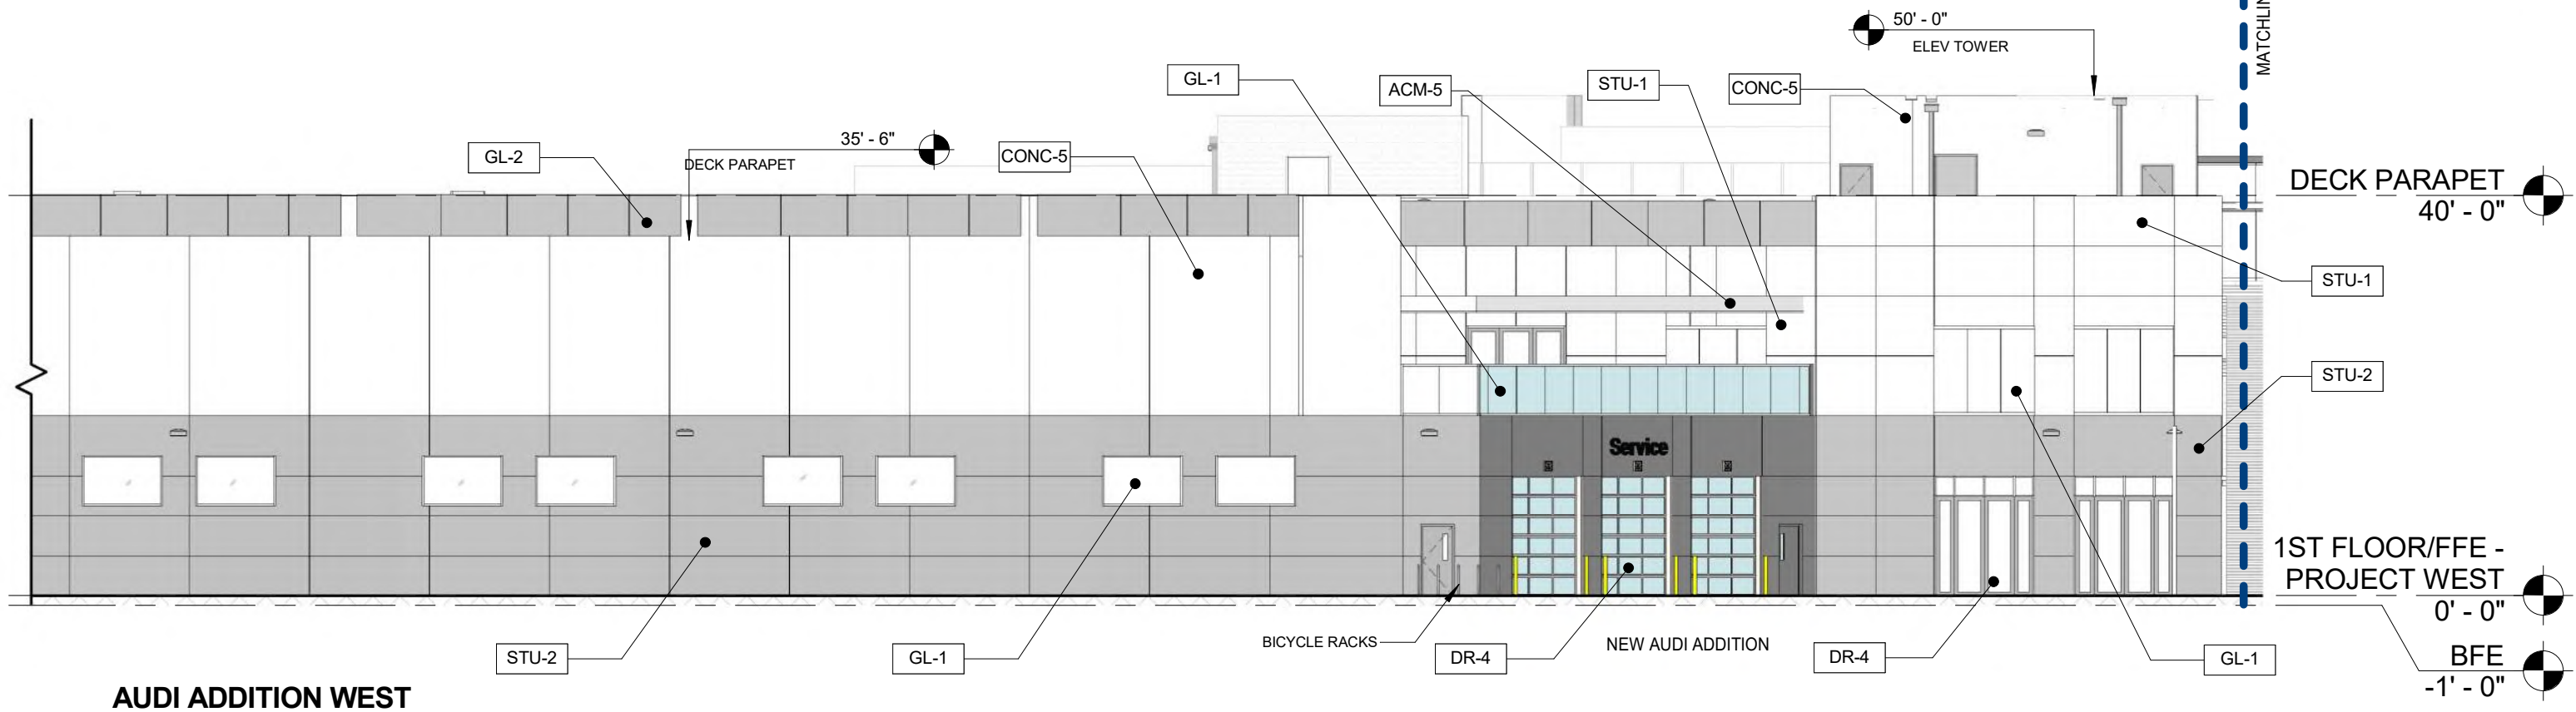 50' - 0"
ELEV TOWER
GL-1
ACM-5
STU-1
CONC-5
35' - 6"
DECK PARAPET
GL-2
CONC-5
DECK PARAPET
40' - 0"
STU-1
STU-2
Service
1ST FLOOR/FFE -
PROJECT WEST
0' - 0"
BICYCLE RACKS
NEW AUDI ADDITION
STU-2
GL-1
DR-4
DR-4
GL-1
BFE
-1' - 0"
AUDI ADDITION WEST